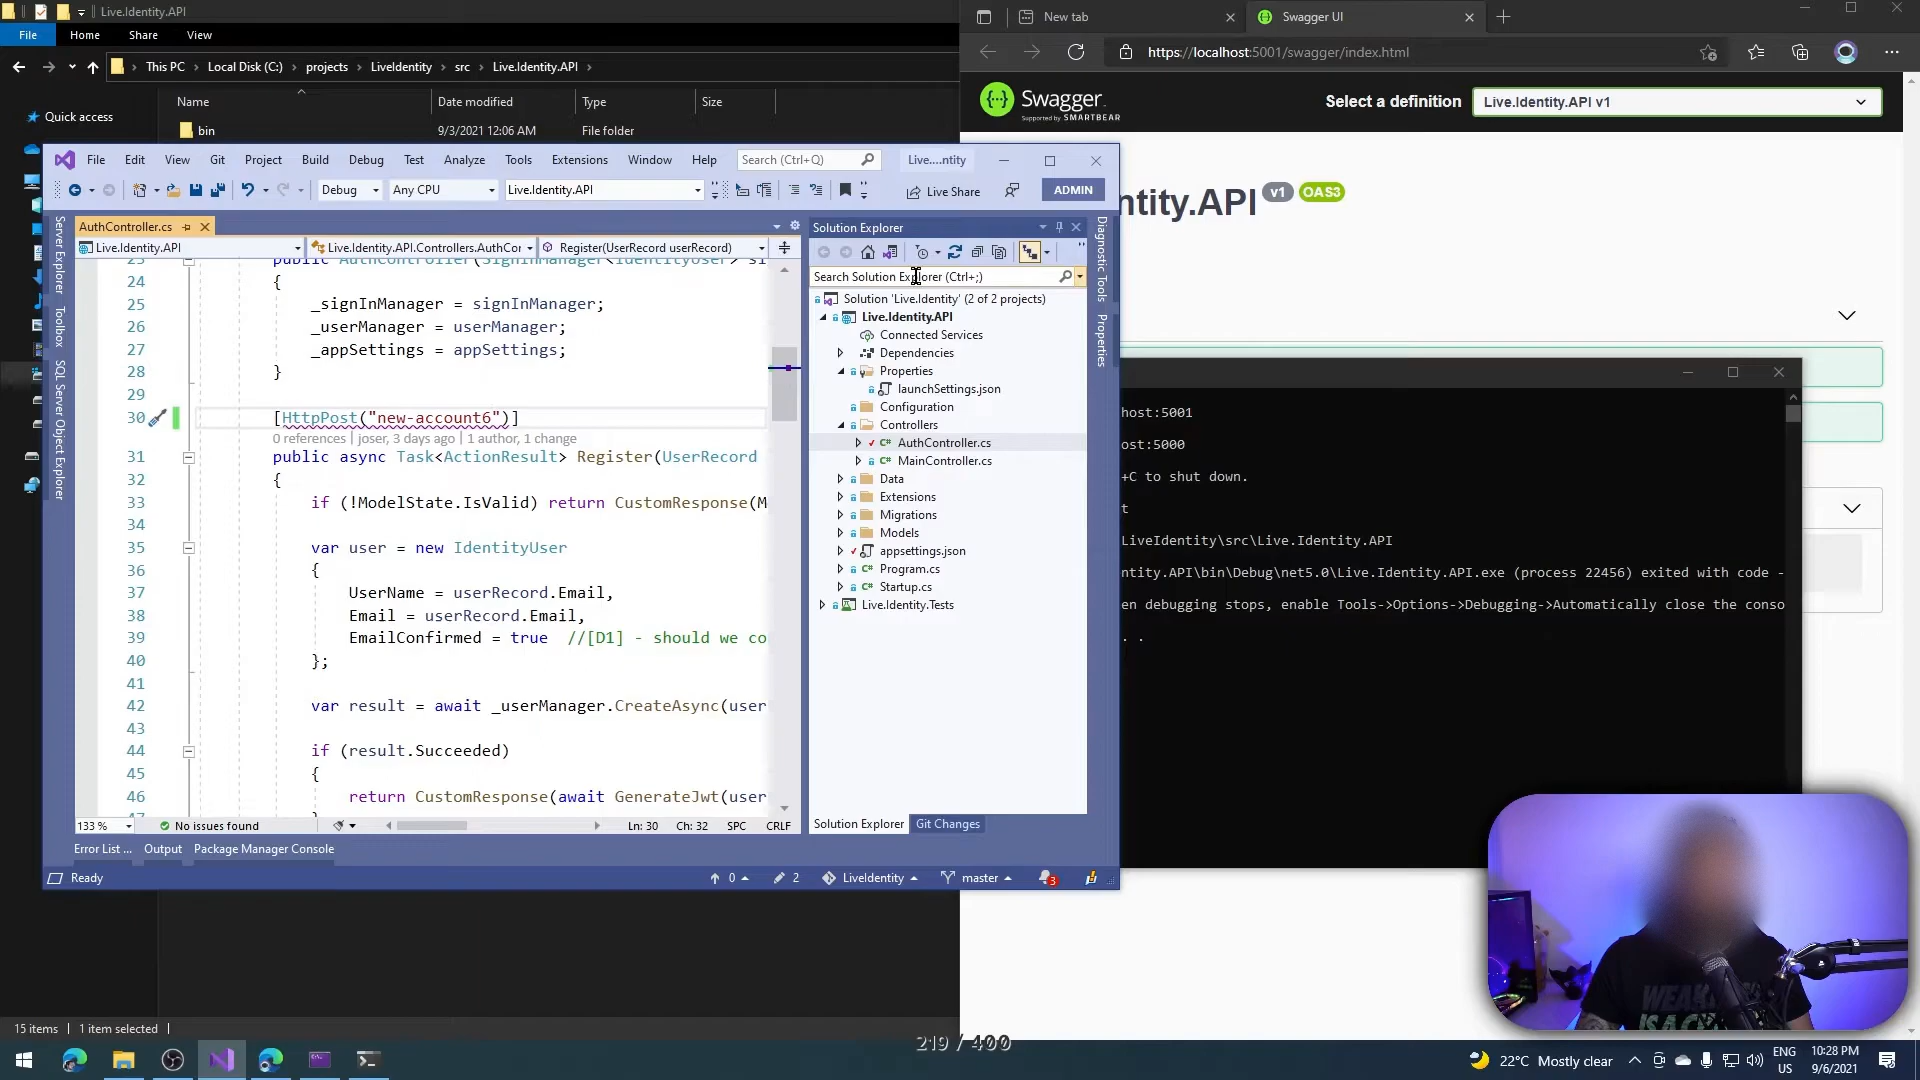 Live.Identity.API
File
Home
Share
View
This PC
Local Disk (C:)
projects
LiveIdentity
src
Live.Identity.API
Name
Date modified
Type
Size
Quick access
bin
9/3/2021 12:06 AM
File folder
New tab
Swagger UI
https://localhost:5001/swagger/index.html
Swagger.
Supported by SMARTBEAR
Select a definition
Live.Identity.API v1
ntity.API v1 OAS3
File Edit View Git Project Build Debug Test Analyze Tools Extensions Window Help
Search (Ctrl+Q)
Live....ntity
Debug
Any CPU
Live.Identity.API
Live Share
ADMIN
Server Explorer
Toolbox
SQL Server Object Explorer
AuthController.cs
Live.Identity.API
Live.Identity.API.Controllers.AuthCor
Register(UserRecord userRecord)
23 public AuthController(SignInManager<IdentityUser> si
24 {
25 _signInManager = signInManager;
26 _userManager = userManager;
27 _appSettings = appSettings;
28 }
29
30 [HttpPost("new-account6")]
0 references | joser, 3 days ago | 1 author, 1 change
31 public async Task<ActionResult> Register(UserRecord
32 {
33 if (!ModelState.IsValid) return CustomResponse(M
34
35 var user = new IdentityUser
36 {
37 UserName = userRecord.Email,
38 Email = userRecord.Email,
39 EmailConfirmed = true //[D1] - should we co
40 };
41
42 var result = await _userManager.CreateAsync(user
43
44 if (result.Succeeded)
45 {
46 return CustomResponse(await GenerateJwt(user
133 %
No issues found
Ln: 30
Ch: 32
SPC
CRLF
Error List ...
Output
Package Manager Console
Ready
0
2
LiveIdentity
master
3
Solution Explorer
Search Solution Explorer (Ctrl+;)
Solution 'Live.Identity' (2 of 2 projects)
Live.Identity.API
Connected Services
Dependencies
Properties
launchSettings.json
Configuration
Controllers
AuthController.cs
MainController.cs
Data
Extensions
Migrations
Models
appsettings.json
Program.cs
Startup.cs
Live.Identity.Tests
Solution Explorer
Git Changes
Diagnostic Tools
Properties
host:5001
ost:5000
+C to shut down.
t
LiveIdentity\src\Live.Identity.API
ntity.API\bin\Debug\net5.0\Live.Identity.API.exe (process 22456) exited with code -
en debugging stops, enable Tools->Options->Debugging->Automatically close the conso
. .
15 items
1 item selected
219 / 400
22°C Mostly clear
ENG
US
10:28 PM
9/6/2021